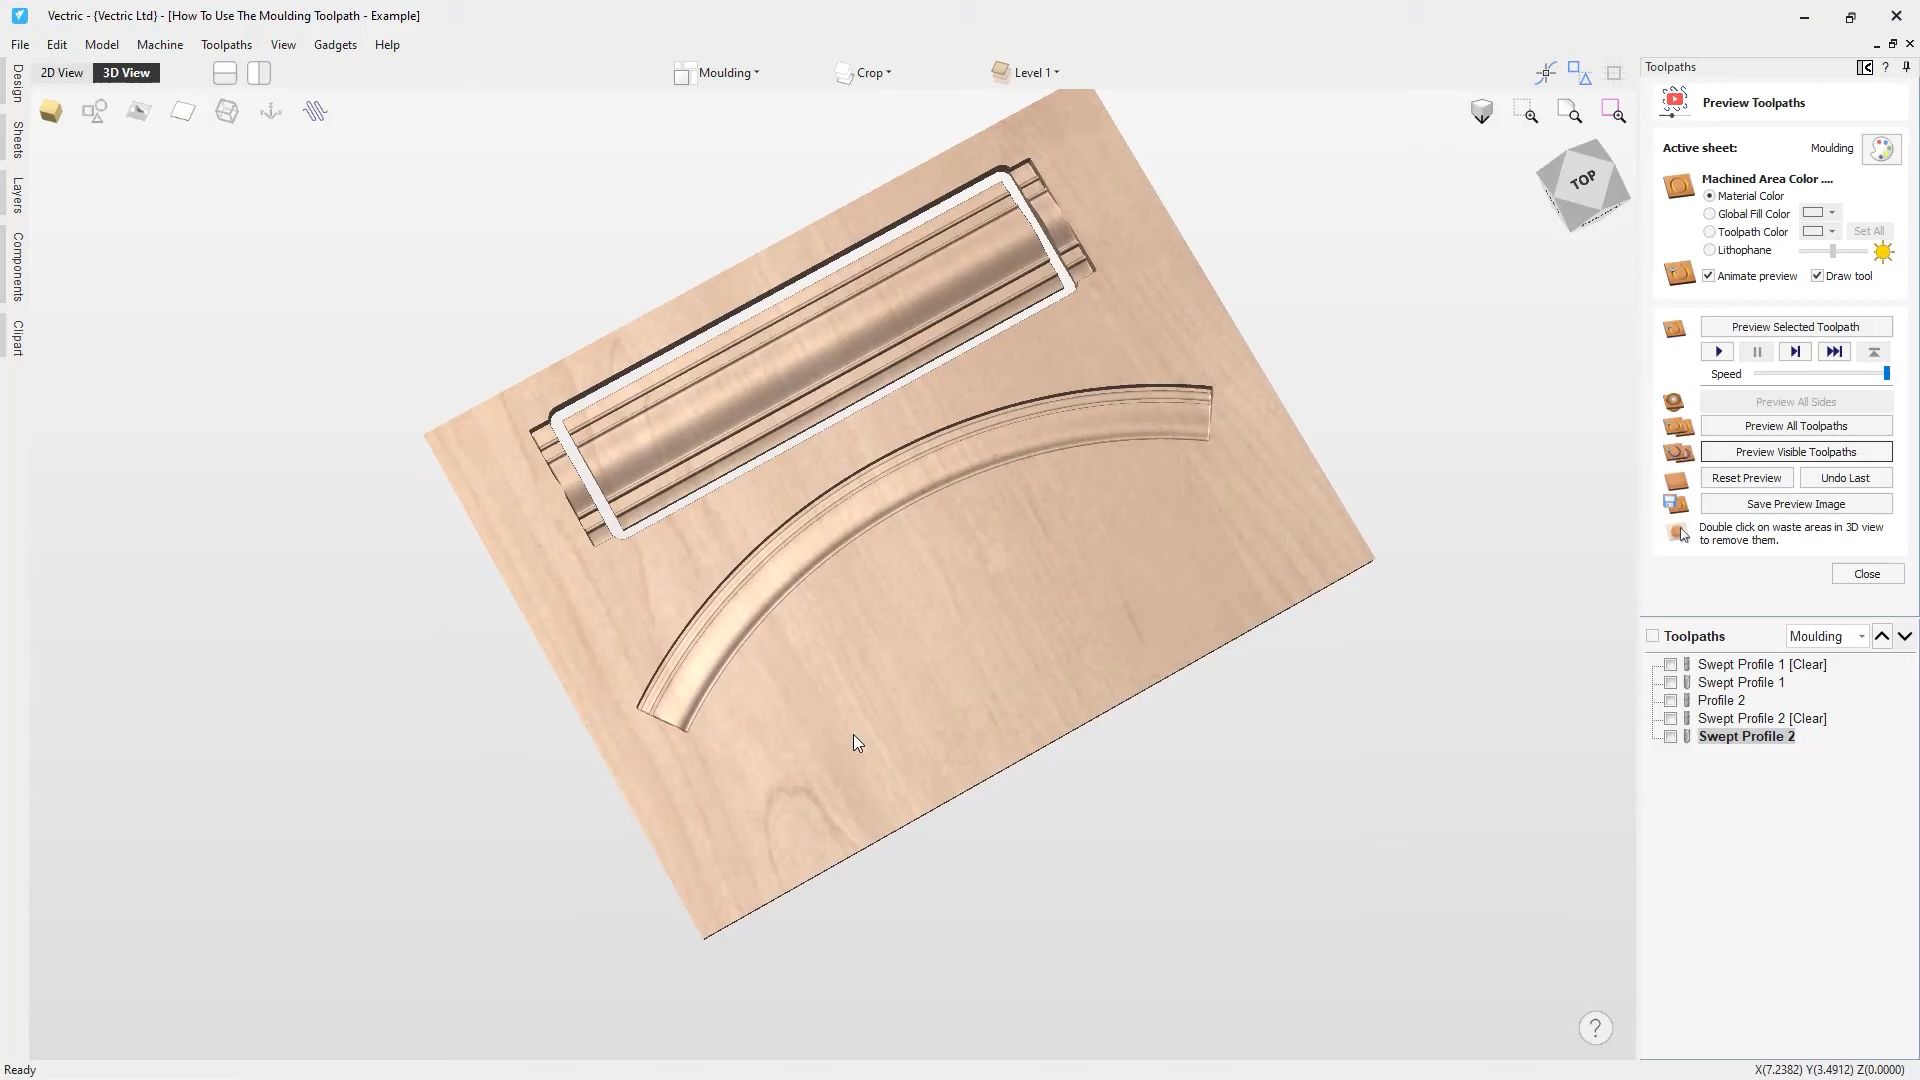 Vectric - {Vectric Ltd} - [How To Use The Moulding Toolpath - Example]
File Edit Model Machine Toolpaths View Gadgets Help
2D View 3D View Moulding Crop Level 1
Toolpaths ?
Design
Sheets
Layers
Components
Clipart
TOP
Preview Toolpaths
Active sheet: Moulding
Machined Area Color ....
Material Color
Global Fill Color
Toolpath Color Set All
Lithophane
Animate preview Draw tool
Preview Selected Toolpath
Speed
Preview All Sides
Preview All Toolpaths
Preview Visible Toolpaths
Reset Preview Undo Last
Save Preview Image
Double click on waste areas in 3D view
to remove them.
Close
Toolpaths Moulding
Swept Profile 1 [Clear]
Swept Profile 1
Profile 2
Swept Profile 2 [Clear]
Swept Profile 2
?
Ready X(7.2382) Y(3.4912) Z(0.0000)